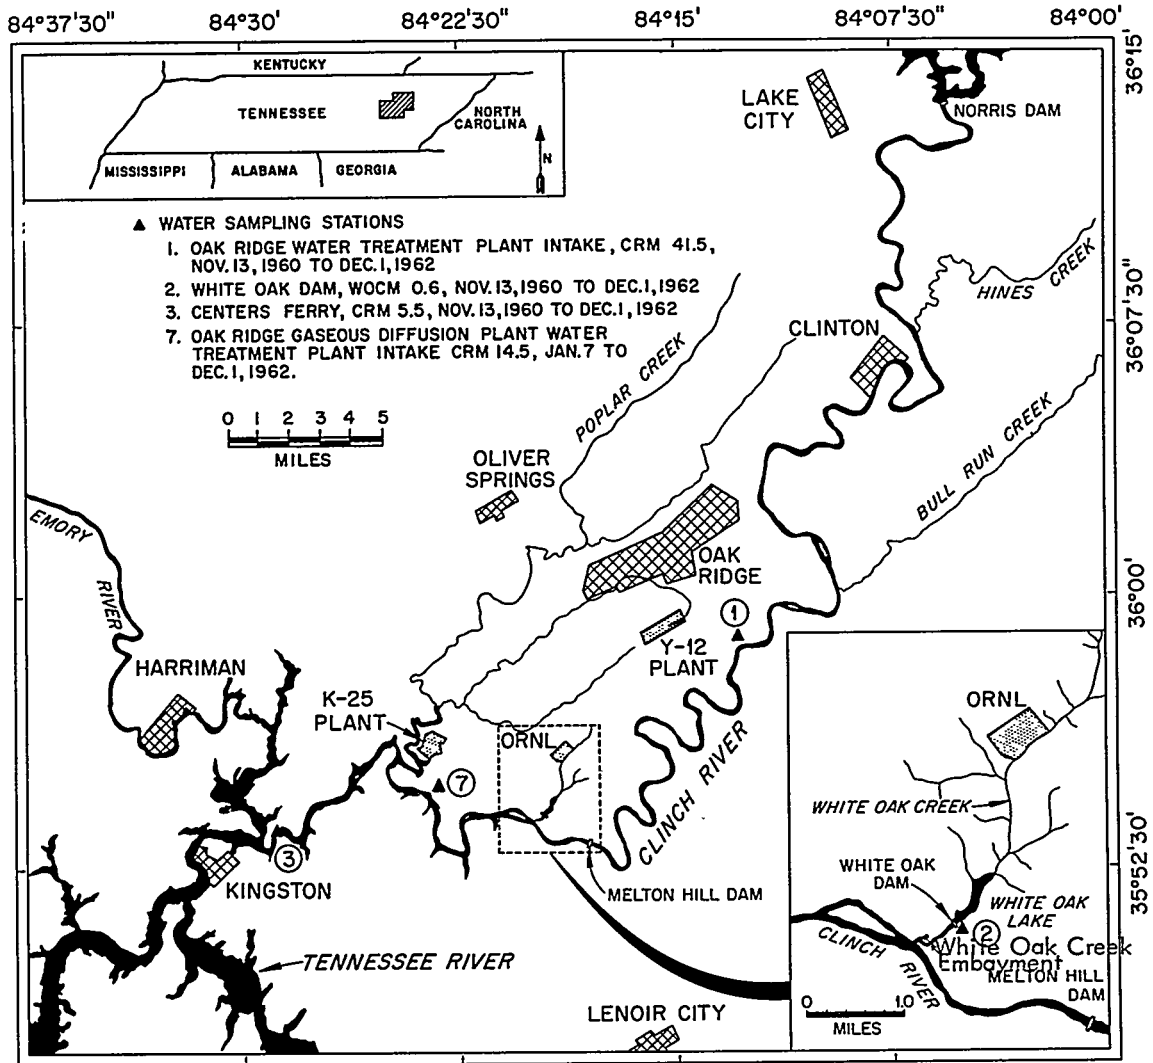 84°37'30" 84°30' 84°22'30" 84°15' 84°07'30" 84°00'
36°15'
KENTUCKY
TENNESSEE
NORTH
CAROLINA
MISSISSIPPI ALABAMA GEORGIA
N
LAKE
CITY
NORRIS DAM
▲ WATER SAMPLING STATIONS
1. OAK RIDGE WATER TREATMENT PLANT INTAKE, CRM 41.5,
NOV. 13, 1960 TO DEC. 1, 1962
2. WHITE OAK DAM, WOCM 0.6, NOV. 13, 1960 TO DEC. 1, 1962
3. CENTERS FERRY, CRM 5.5, NOV. 13, 1960 TO DEC. 1, 1962
7. OAK RIDGE GASEOUS DIFFUSION PLANT WATER
TREATMENT PLANT INTAKE CRM 14.5, JAN. 7 TO
DEC. 1, 1962.
HINES CREEK
36°07'30"
CLINTON
POPLAR CREEK
0 1 2 3 4 5
MILES
BULL RUN CREEK
OLIVER
SPRINGS
EMORY
RIVER
OAK
RIDGE
36°00'
1
Y-12
PLANT
HARRIMAN
K-25
PLANT
ORNL
7
CLINCH RIVER
3
KINGSTON
MELTON HILL DAM
35°52'30"
TENNESSEE RIVER
LENOIR CITY
ORNL
WHITE OAK CREEK
WHITE OAK
DAM
WHITE OAK
LAKE
2
White Oak Creek
Embayment
CLINCH RIVER
MELTON HILL
DAM
0 1.0
MILES